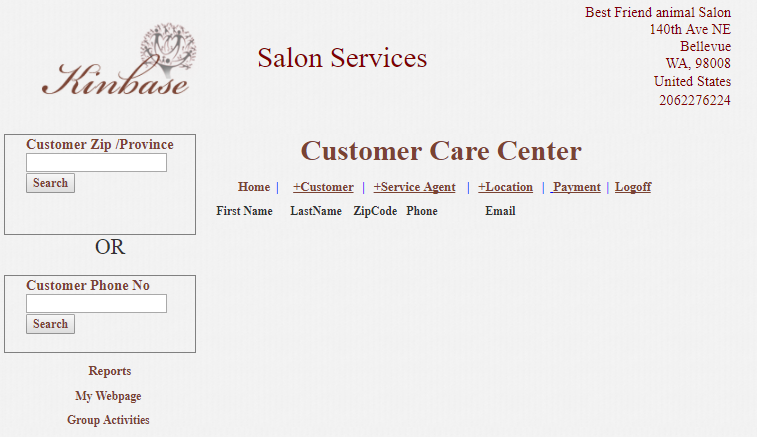 Kinbase
Salon Services
Best Friend animal Salon
140th Ave NE
Bellevue
WA, 98008
United States
2062276224
Customer Zip /Province
Search
OR
Customer Phone No
Search
Reports
My Webpage
Group Activities
Customer Care Center
Home | +Customer | +Service Agent | +Location | Payment | Logoff
First Name LastName ZipCode Phone Email